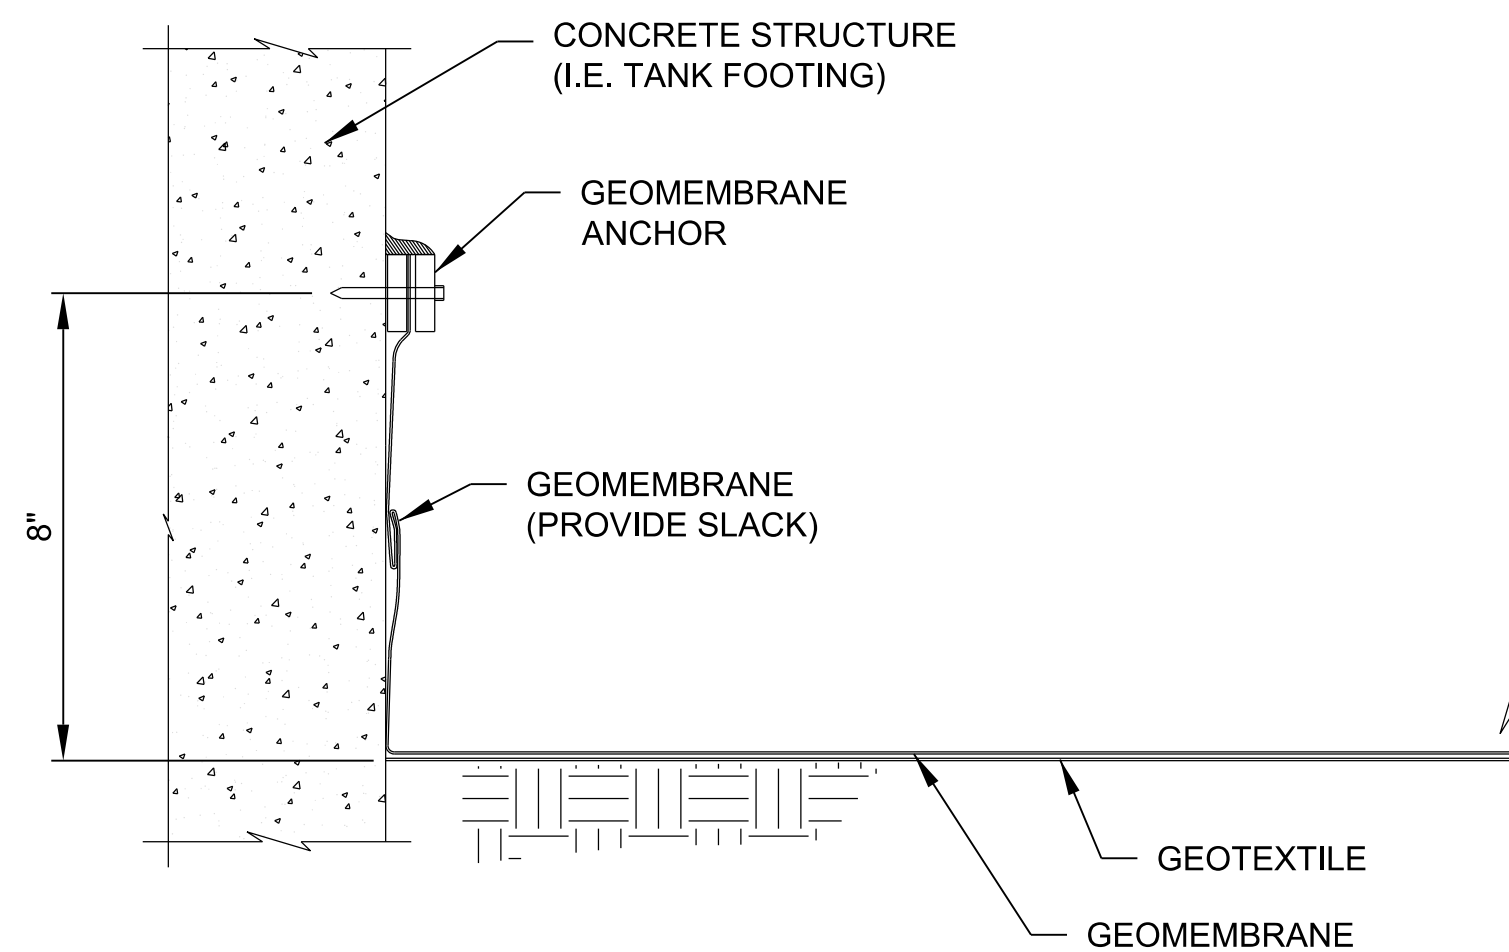 CONCRETE STRUCTURE
(I.E. TANK FOOTING)
GEOMEMBRANE
ANCHOR
GEOMEMBRANE
(PROVIDE SLACK)
8"
GEOTEXTILE
GEOMEMBRANE